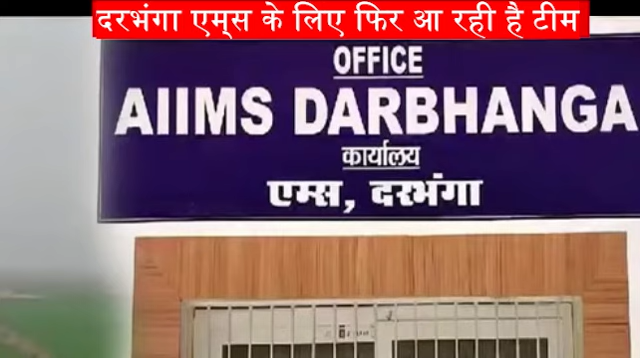 दरभंगा एम्स के लिए फिर आ रही है टीम
OFFICE
AIIMS DARBHANGA
कार्यालय
एम्स, दरभंगा